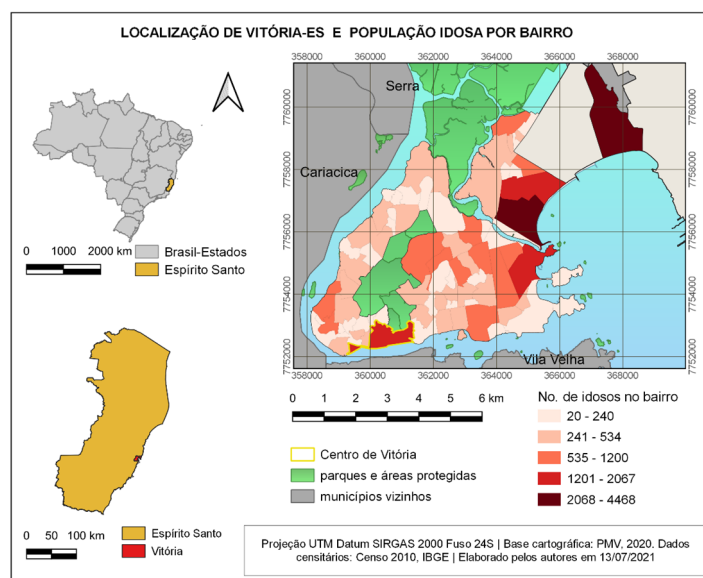 LOCALIZAÇÃO DE VITÓRIA-ES E POPULAÇÃO IDOSA POR BAIRRO
358000 360000 362000 364000 366000 368000
Serra
7760000 7760000
Cariacica
7758000 7758000
7756000 7756000
7754000 7754000
7752000 7752000
Vila Velha
358000 360000 362000 364000 366000 368000
0 1000 2000 km
Brasil-Estados
Espírito Santo
0 1 2 3 4 5 6 km
Centro de Vitória
parques e áreas protegidas
municípios vizinhos
No. de idosos no bairro
20 - 240
241 - 534
535 - 1200
1201 - 2067
2068 - 4468
0 50 100 km
Espírito Santo
Vitória
Projeção UTM Datum SIRGAS 2000 Fuso 24S | Base cartográfica: PMV, 2020. Dados
censitários: Censo 2010, IBGE | Elaborado pelos autores em 13/07/2021